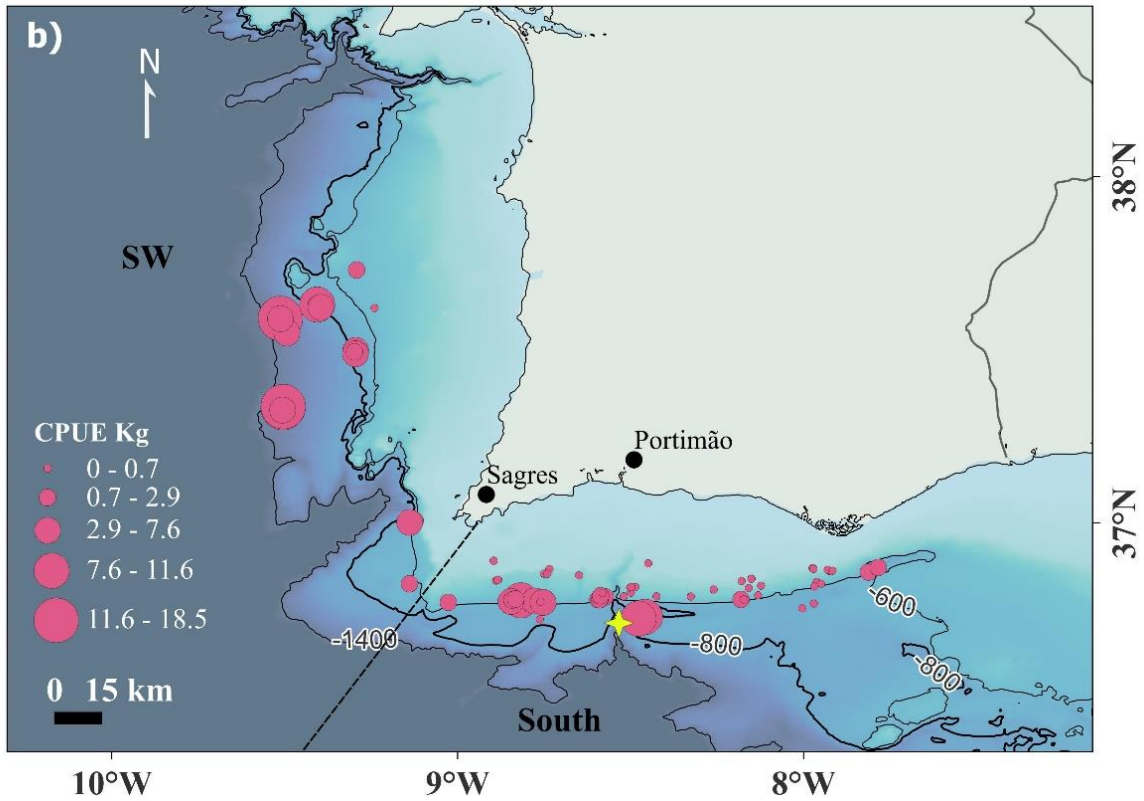 b)
N
38°N
SW
Portimão
CPUE Kg
Sagres
0 - 0.7
0.7 - 2.9
37°N
2.9 - 7.6
7.6 - 11.6
-600
11.6 - 18.5
-1400
-800
-800
0 15 km
South
10°W
9°W
8°W